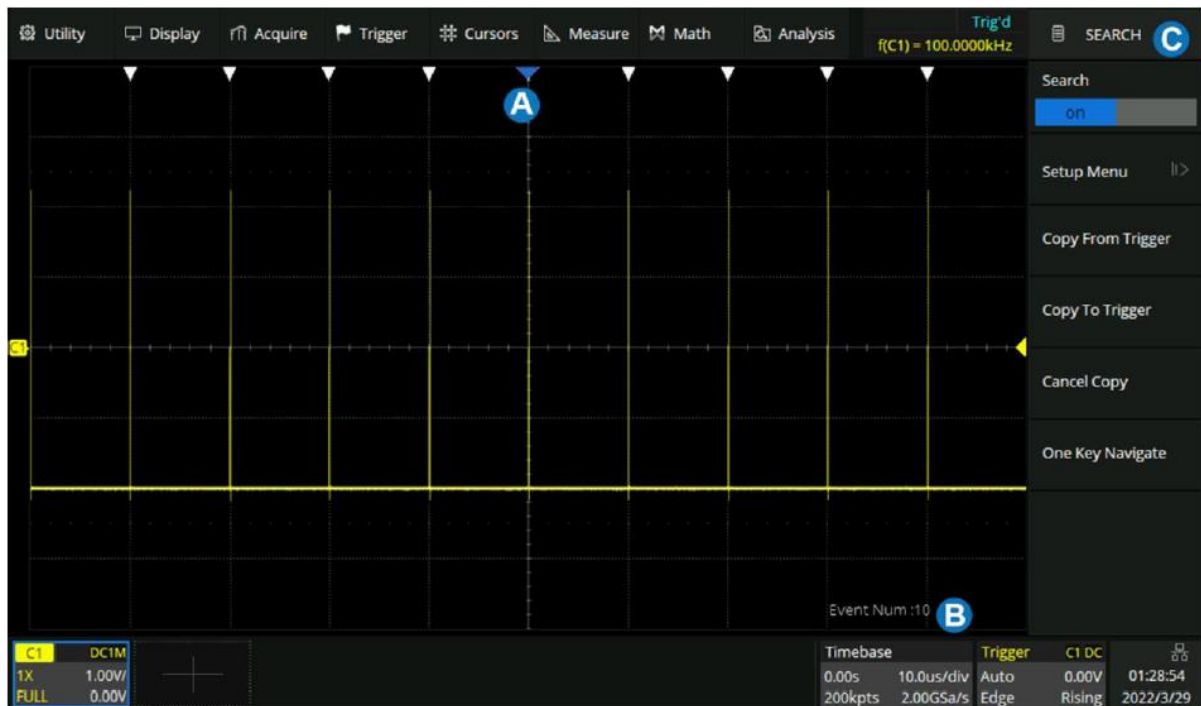 Utility Display Acquire Trigger Cursors Measure Math Analysis
Trig'd
f(C1) = 100.0000kHz
SEARCH C
Search
on
Setup Menu
Copy From Trigger
Copy To Trigger
Cancel Copy
One Key Navigate
A
C1
Event Num :10 B
C1 DC1M
1X 1.00V/
FULL 0.00V
Timebase
0.00s 10.0us/div
200kpts 2.00GSa/s
Trigger C1 DC
Auto 0.00V
Edge Rising
01:28:54
2022/3/29